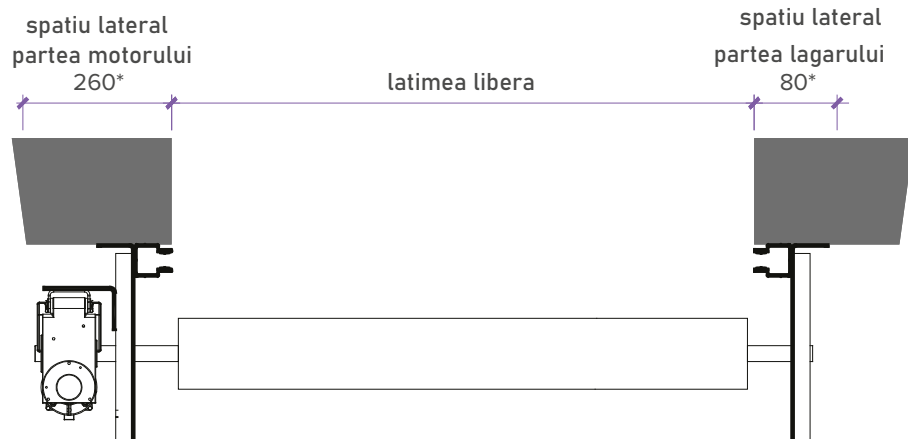 spatiu lateral
partea motorului
260*
latimea libera
spatiu lateral
partea lagarului
80*